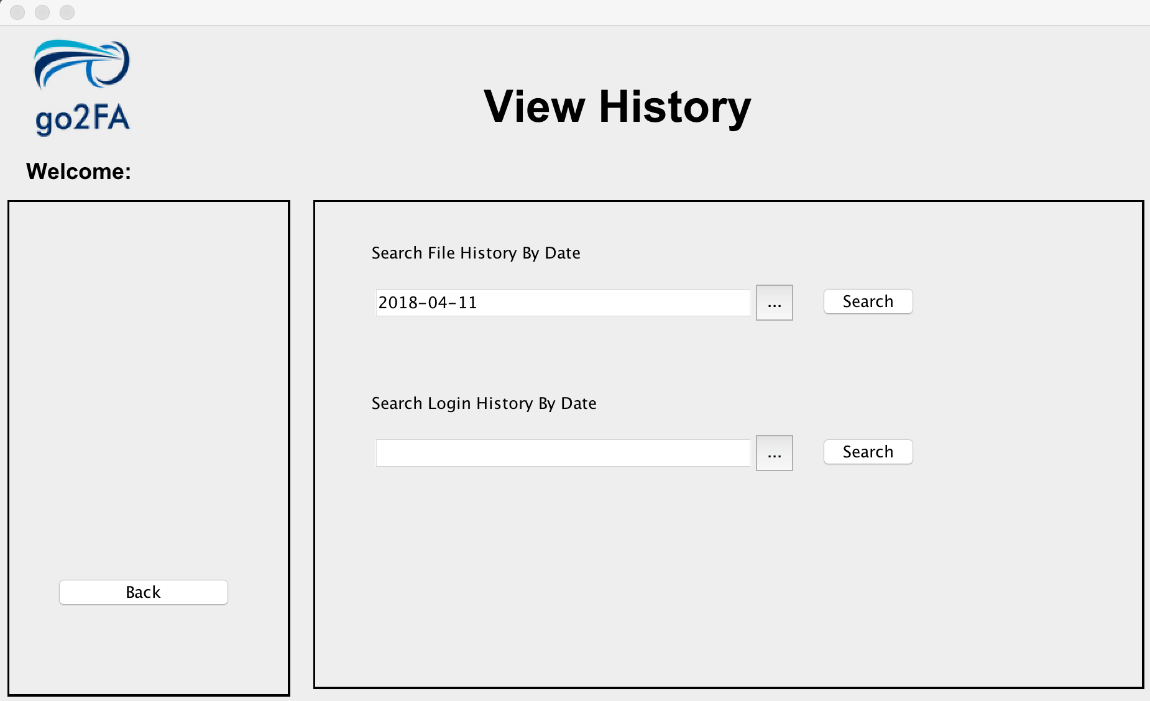 go2FA
View History
Welcome:
Search File History By Date
2018-04-11
...
Search
Search Login History By Date
...
Search
Back